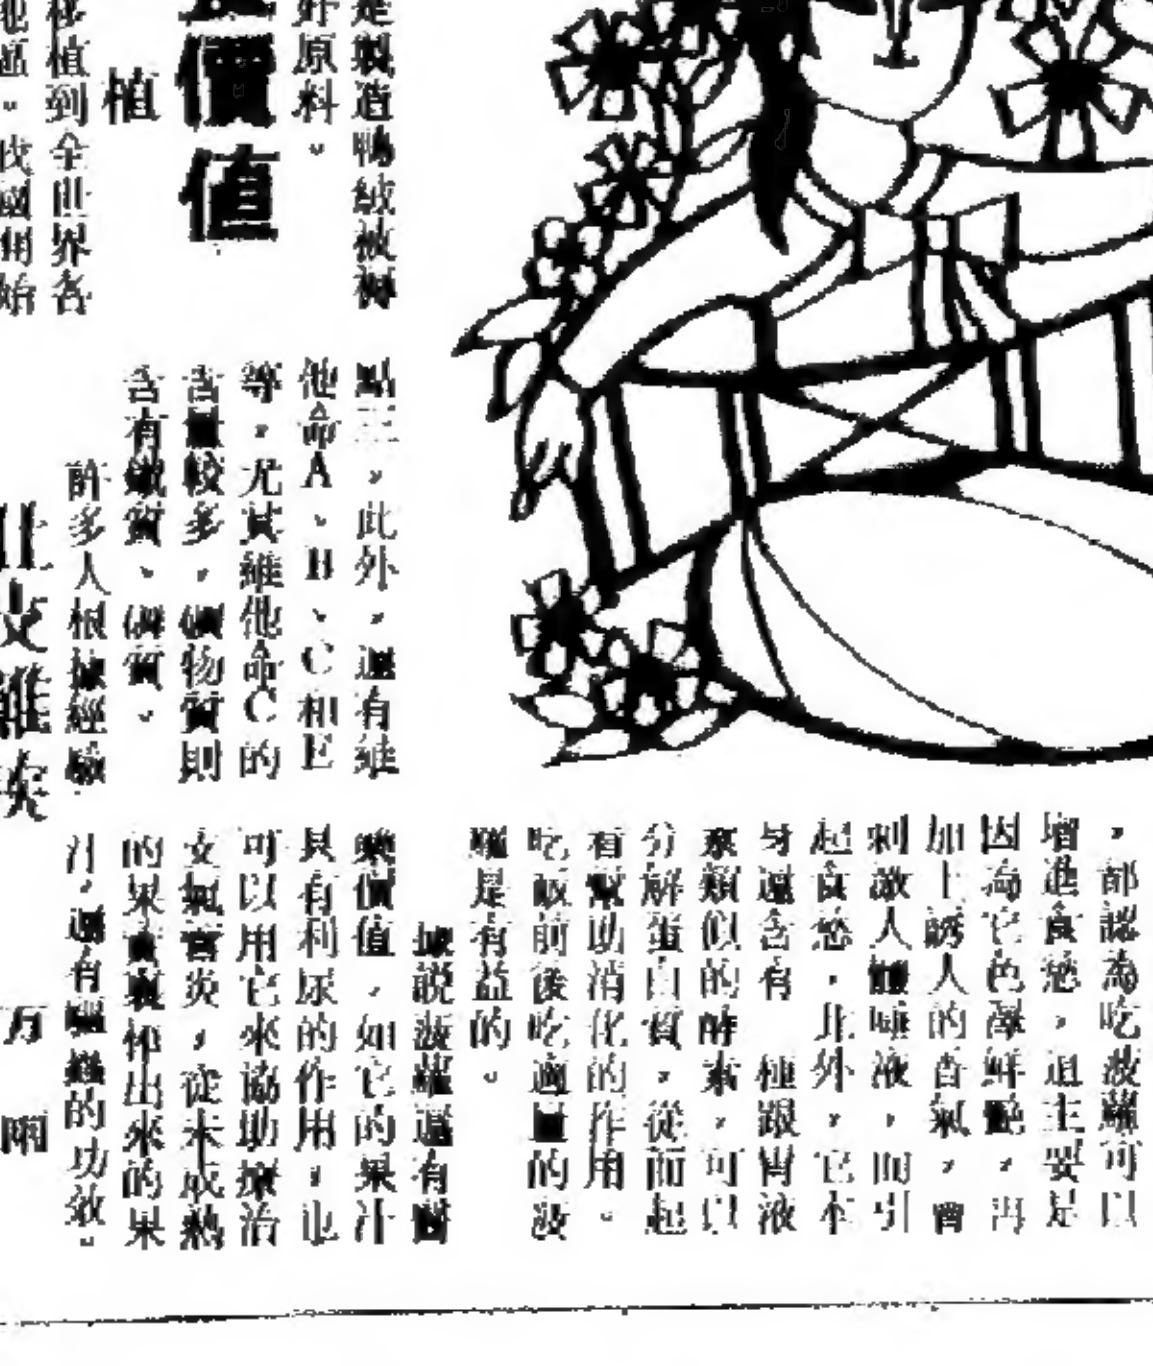 是製造鴨絨被褥
好原料。
價值
植
移植到全世界各
地區。我國開始
點三,此外,還有維
他命A、B、C和E
等,尤其維他命C的
含量較多,礦物質則
含有鐵質、磷質。
許多人根據經驗
,都認為吃波蘿可以
增進食慾,這主要是
因為它色澤鮮艷,再
加上誘人的香氣,會
刺激人體唾液,而引
起食慾,此外,它本
身還含有 種跟胃液
素類似的酵素,可以
分解蛋白質,從而起
着幫助消化的作用。
吃飯前後吃適量的波
蘿是有益的。
據說波蘿還有醫
藥價值,如它的果汁
具有利尿的作用,也
可以用它來協助療治
支氣管炎,從未成熟
的果實裏榨出來的果
汁,還有驅蟲的功效。